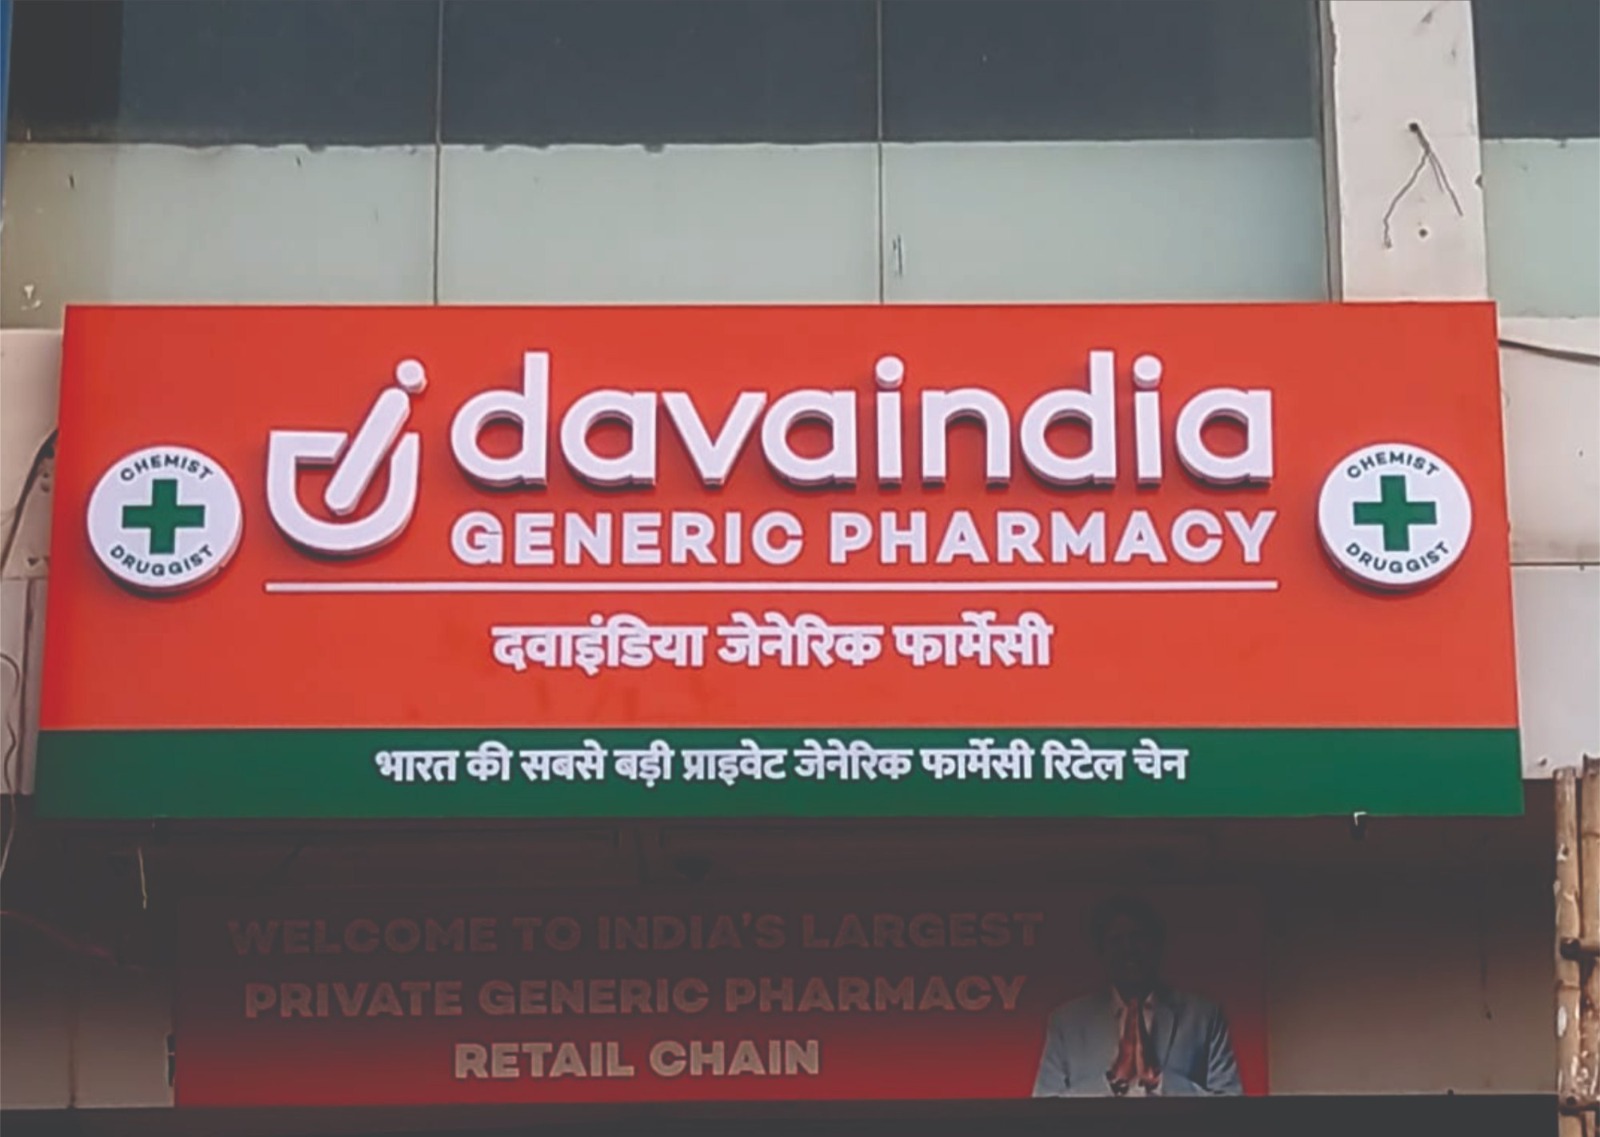 davaindia
GENERIC PHARMACY
CHEMIST
DRUGGIST
CHEMIST
DRUGGIST
दवाइंडिया जेनेरिक फार्मेसी
भारत की सबसे बड़ी प्राइवेट जेनेरिक फार्मेसी रिटेल चेन
WELCOME TO INDIA'S LARGEST
PRIVATE GENERIC PHARMACY
RETAIL CHAIN